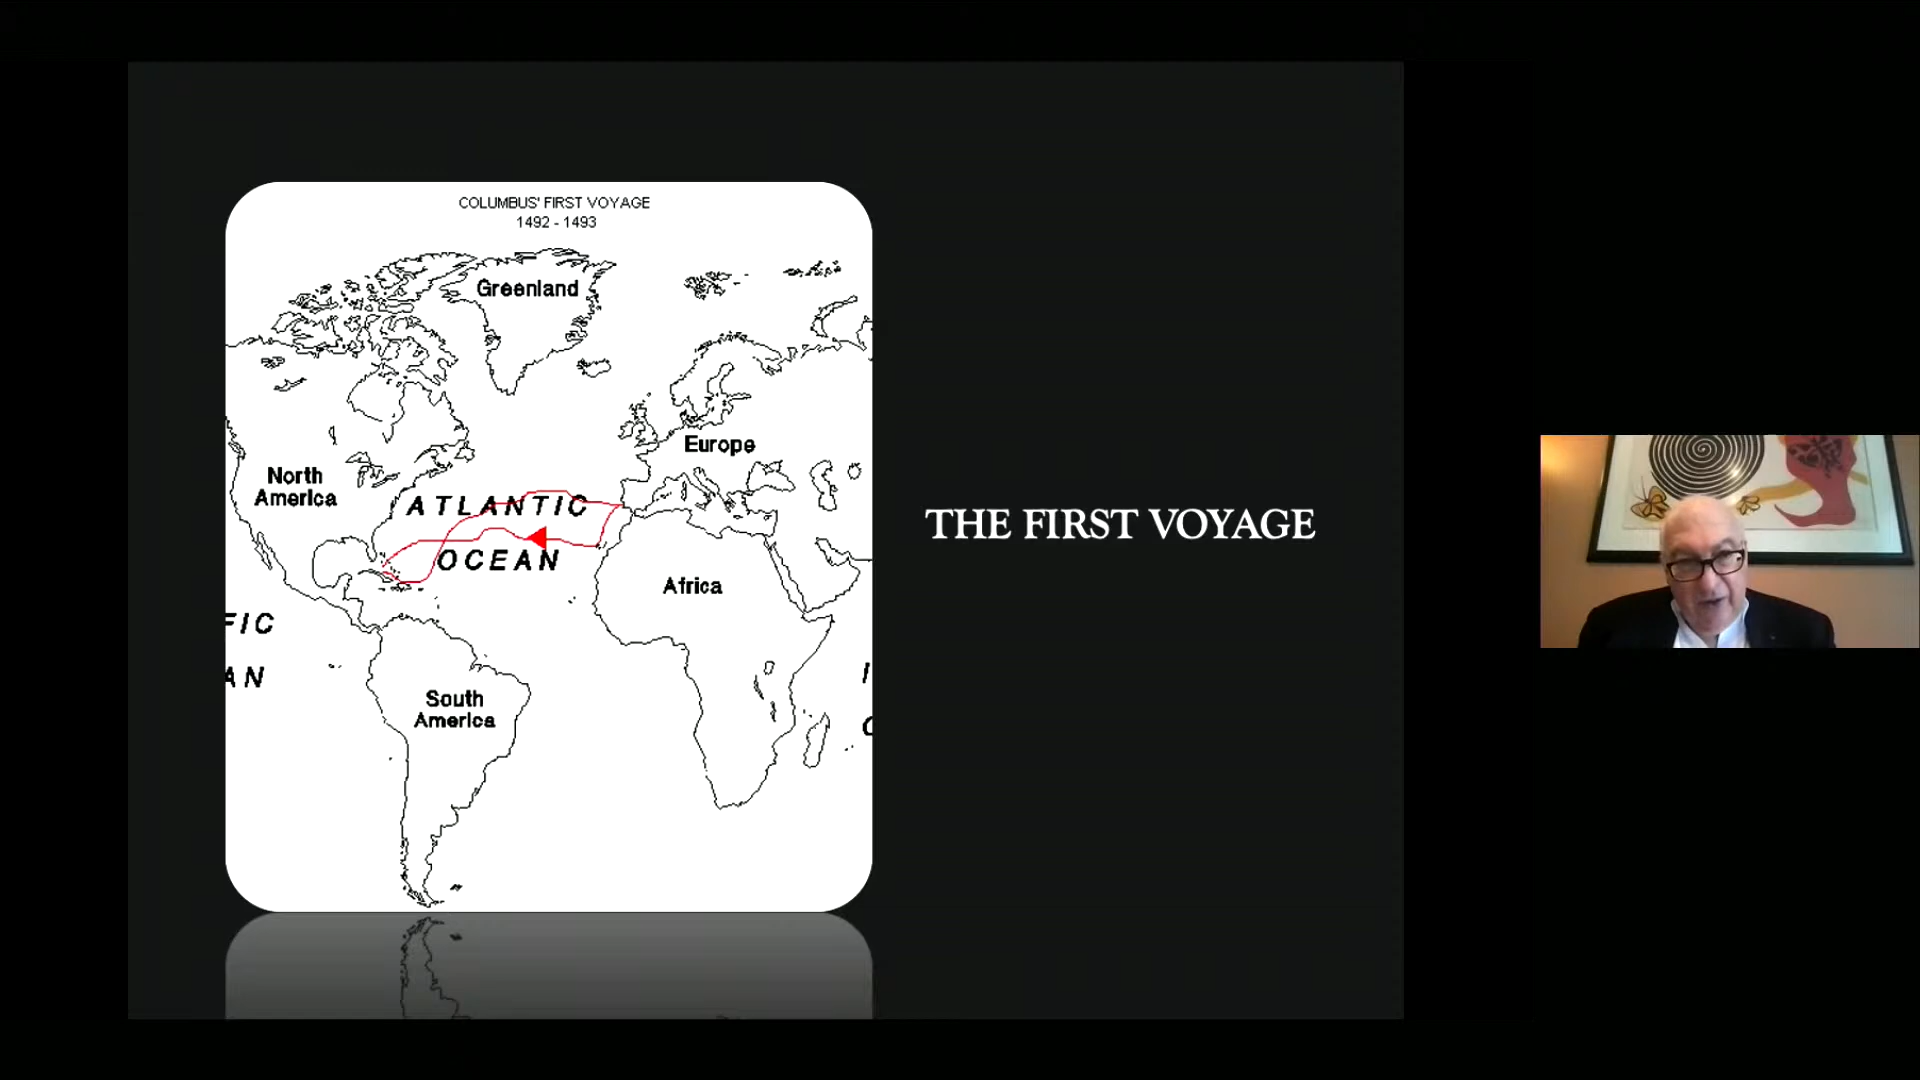 COLUMBUS' FIRST VOYAGE
1492 - 1493
Greenland
Europe
North
America
ATLANTIC
OCEAN
Africa
FIC
AN
South
America
I
THE FIRST VOYAGE